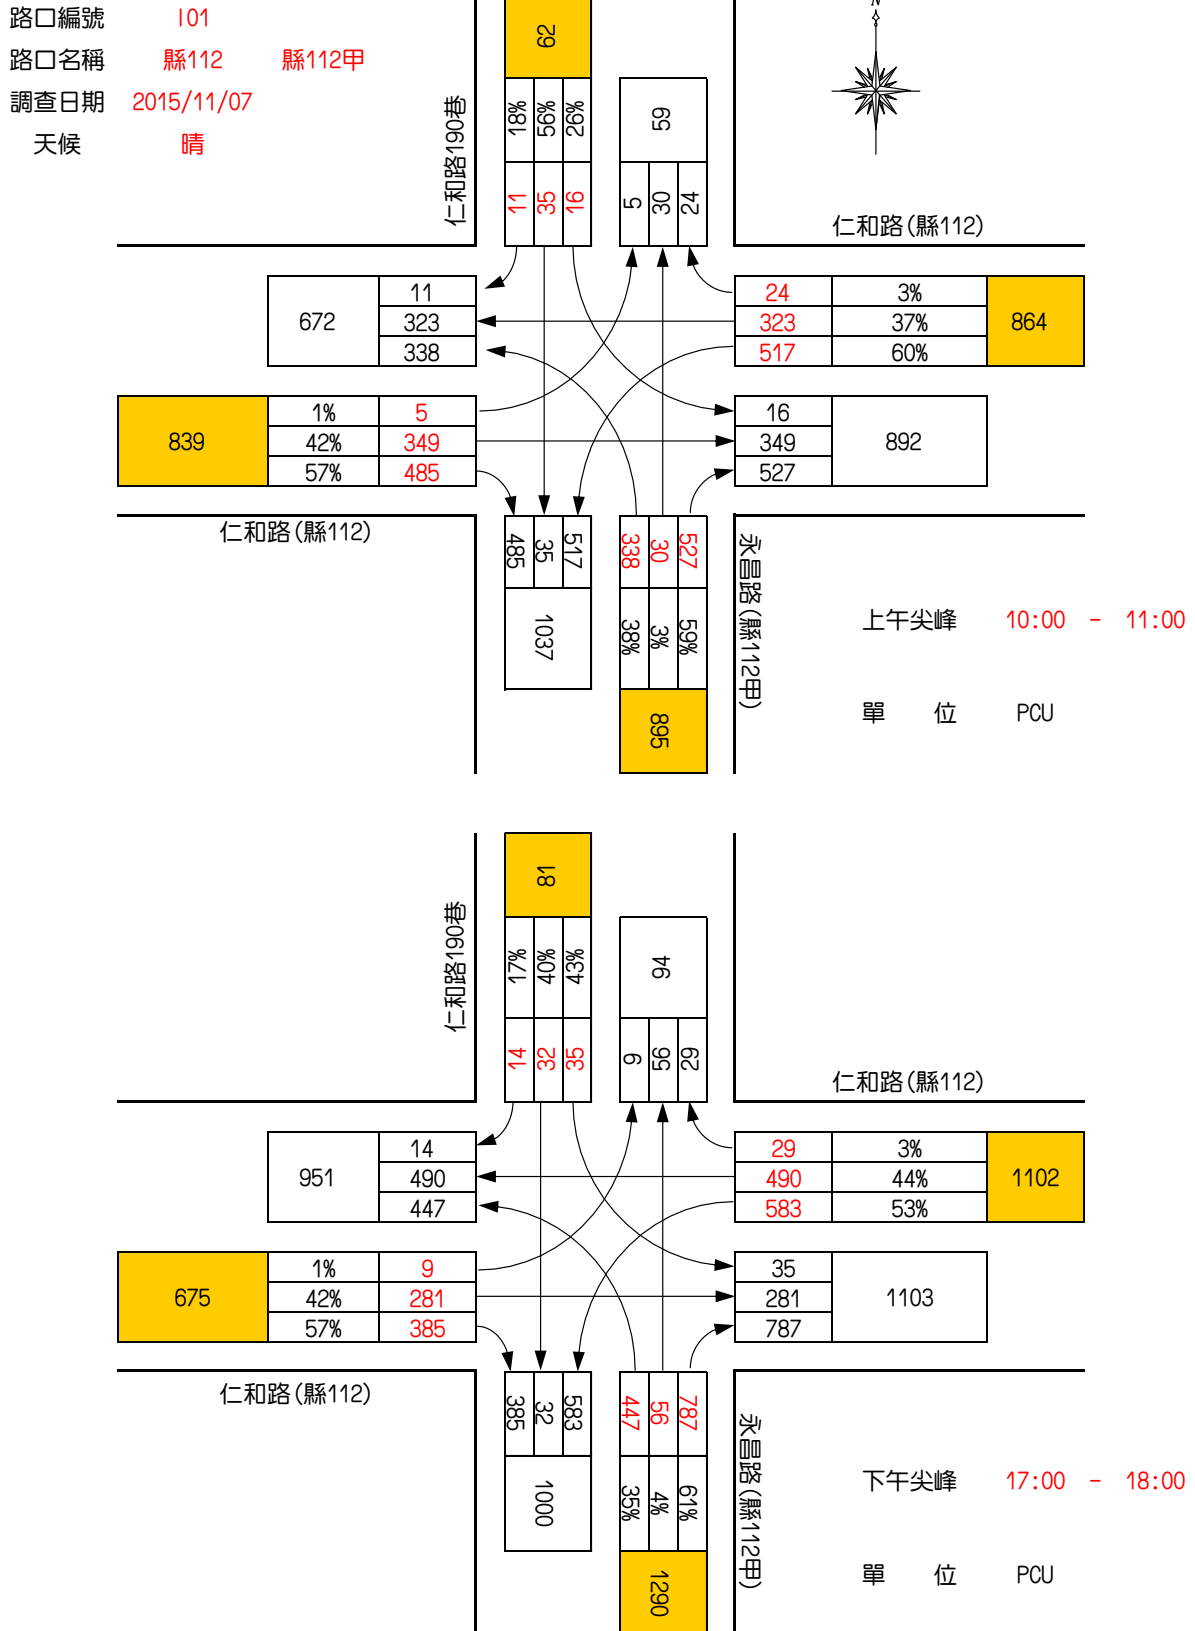 路口編號 I01
路口名稱 縣112 縣112甲
調查日期 2015/11/07
天候 晴
N
仁和路190巷
62
18% 56% 26%
11 35 16
59
5 30 24
仁和路(縣112)
672
11
323
338
24 3%
323 37%
517 60%
864
839
1% 5
42% 349
57% 485
16
349
527
892
仁和路(縣112)
485 35 517
1037
338 30 527
38% 3% 59%
895
永昌路(縣112甲)
上午尖峰 10:00 - 11:00
單 位 PCU
仁和路190巷
81
17% 40% 43%
14 32 35
94
9 56 29
仁和路(縣112)
951
14
490
447
29 3%
490 44%
583 53%
1102
675
1% 9
42% 281
57% 385
35
281
787
1103
仁和路(縣112)
385 32 583
1000
447 56 787
35% 4% 61%
1290
永昌路(縣112甲)
下午尖峰 17:00 - 18:00
單 位 PCU